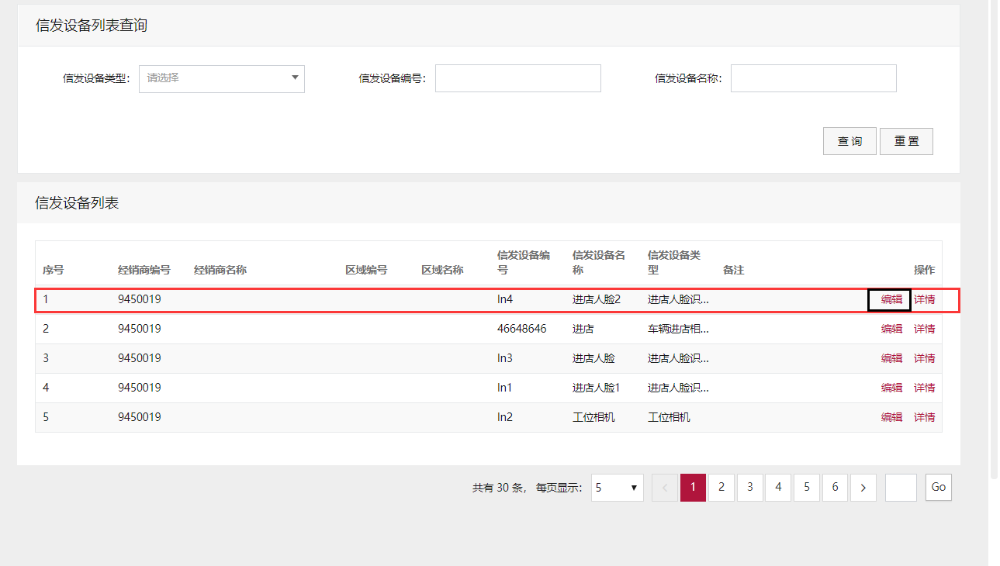 信发设备列表查询
信发设备类型： 请选择 信发设备编号： 信发设备名称：
查 询 重 置
信发设备列表
序号 经销商编号 经销商名称 区域编号 区域名称 信发设备编号 信发设备名称 信发设备类型 备注 操作
1 9450019 In4 进店人脸2 进店人脸识... 编辑 详情
2 9450019 46648646 进店 车辆进店相... 编辑 详情
3 9450019 In3 进店人脸 进店人脸识... 编辑 详情
4 9450019 In1 进店人脸1 进店人脸识... 编辑 详情
5 9450019 In2 工位相机 工位相机 编辑 详情
共有 30 条， 每页显示： 5 < 1 2 3 4 5 6 > Go